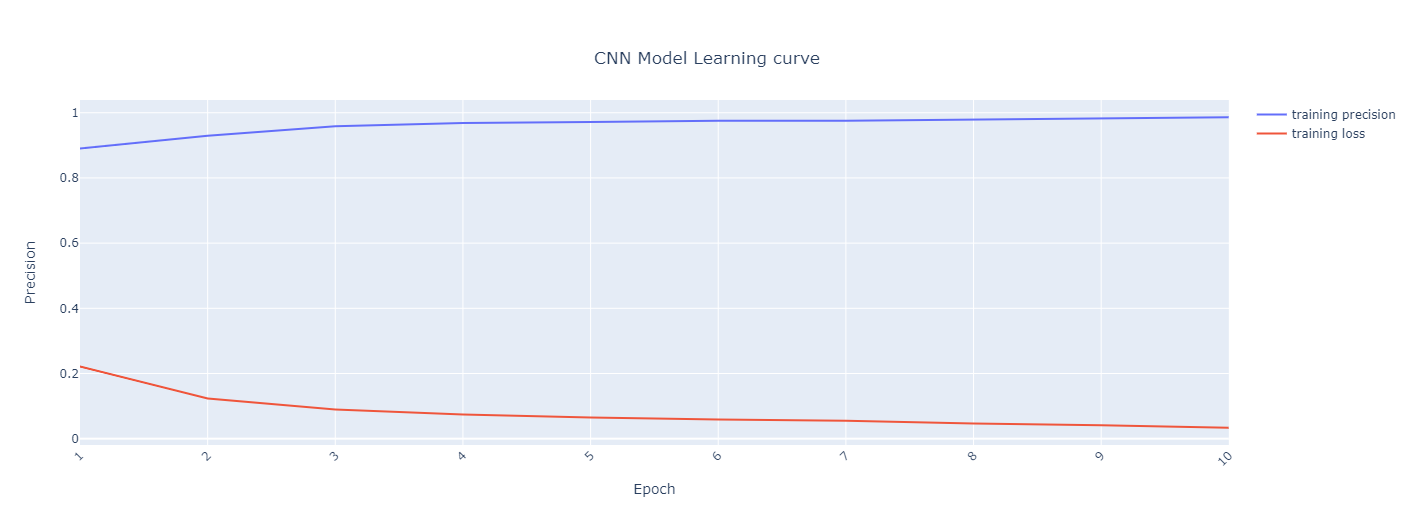 CNN Model Learning curve
training precision
training loss
Precision
1
0.8
0.6
0.4
0.2
0
1 2 3 4 5 6 7 8 9 10
Epoch